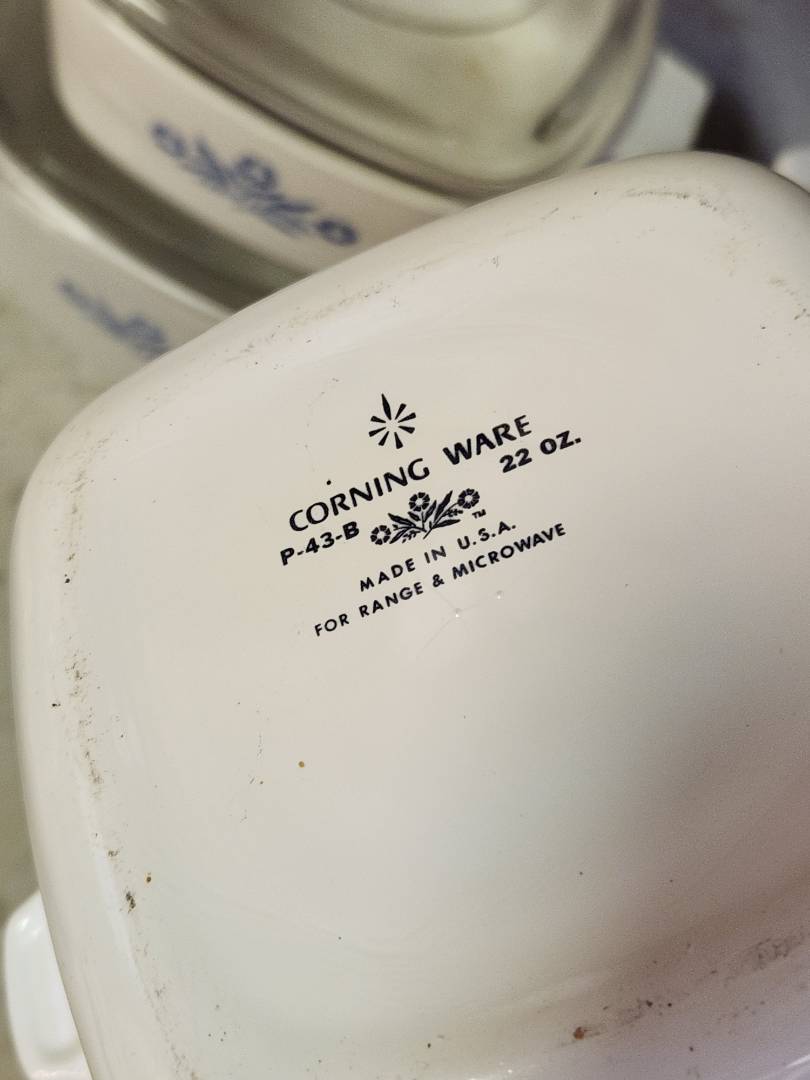 CORNING WARE
22 OZ.
P-43-B
TM
MADE IN U.S.A.
FOR RANGE & MICROWAVE